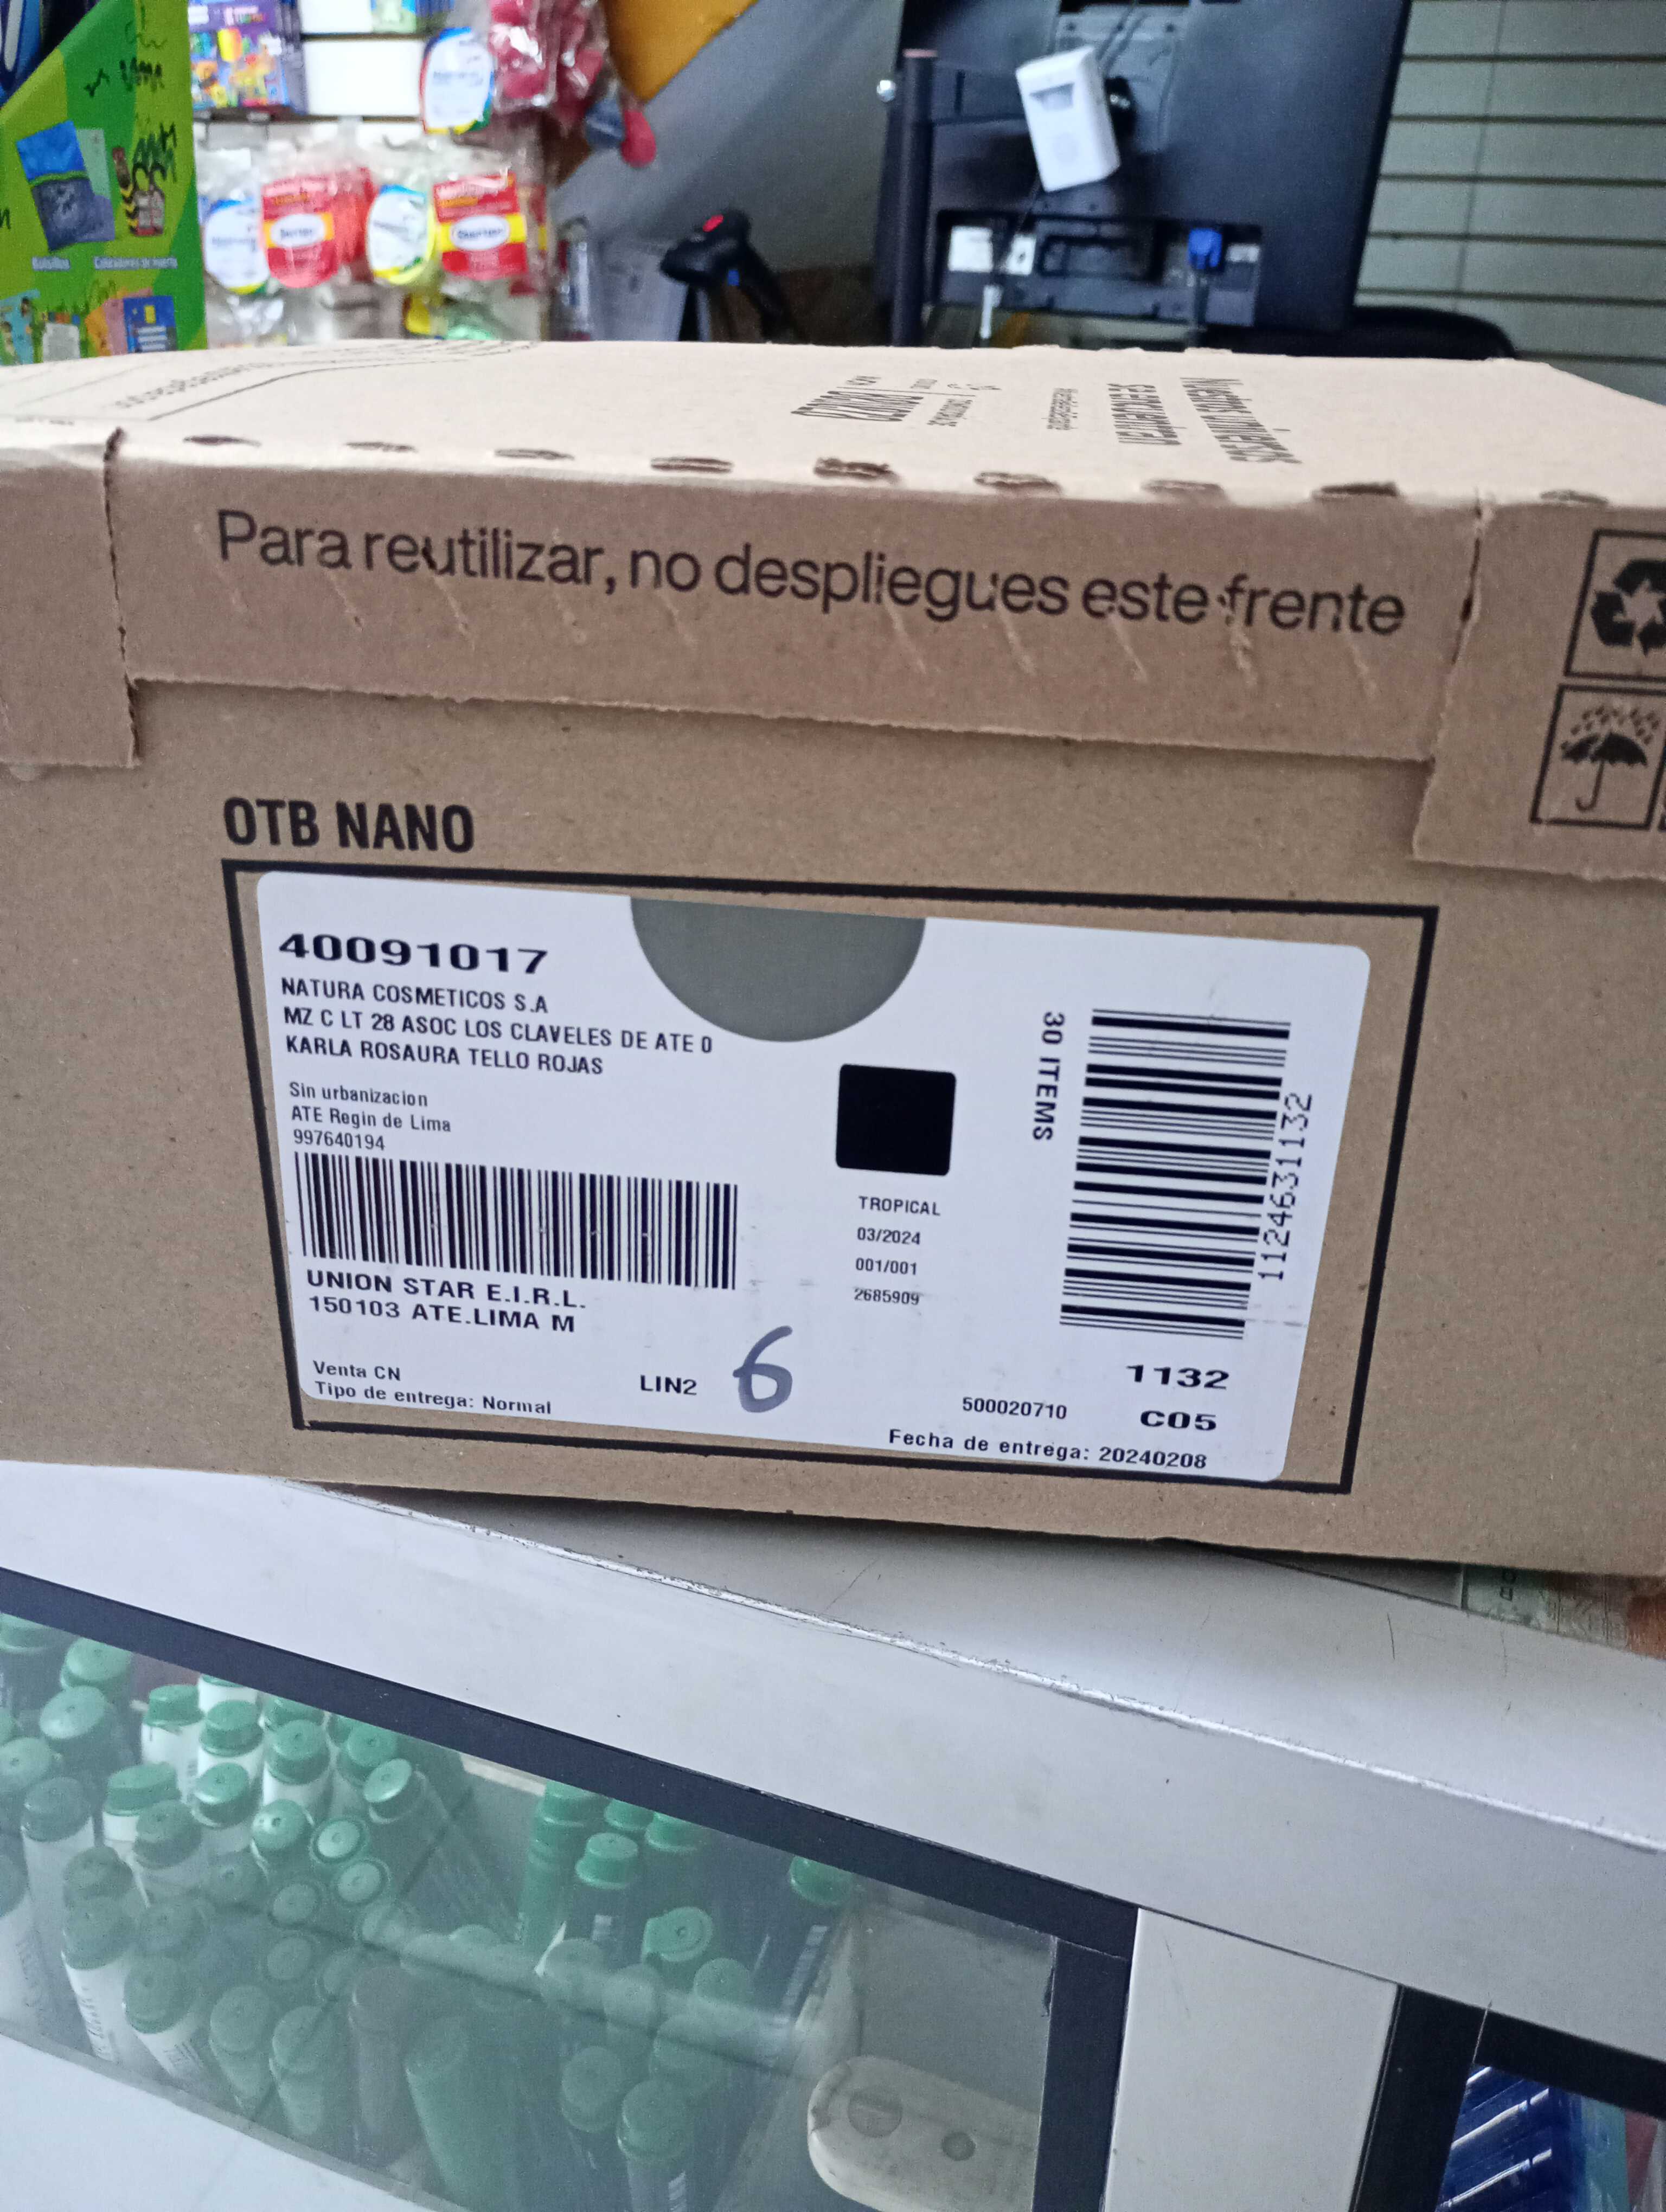 Para reutilizar, no despliegues este frente
OTB NANO
40091017
NATURA COSMETICOS S.A
MZ C LT 28 ASOC LOS CLAVELES DE ATE 0
KARLA ROSAURA TELLO ROJAS
Sin urbanizacion
ATE Regin de Lima
997640194
UNION STAR E.I.R.L.
150103 ATE.LIMA M
Venta CN
Tipo de entrega: Normal
LIN2
6
TROPICAL
03/2024
001/001
2685909
30 ITEMS
1124631132
1132
500020710
C05
Fecha de entrega: 20240208